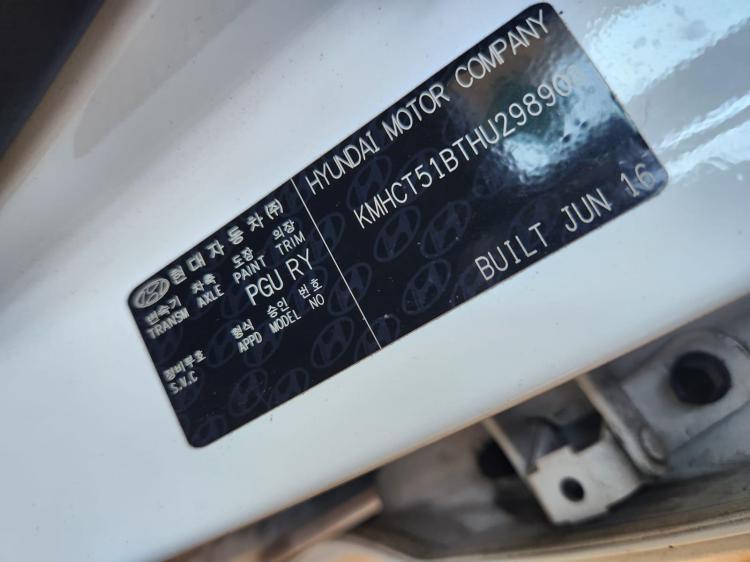 현대자동차(주)
변속기 차축 도장 의장
TRANSM AXLE PAINT TRIM
PGU RY
형식 승인 번호
APPD MODEL NO
정비부호
S.V.C
HYUNDAI MOTOR COMPANY
BUILT JUN 16